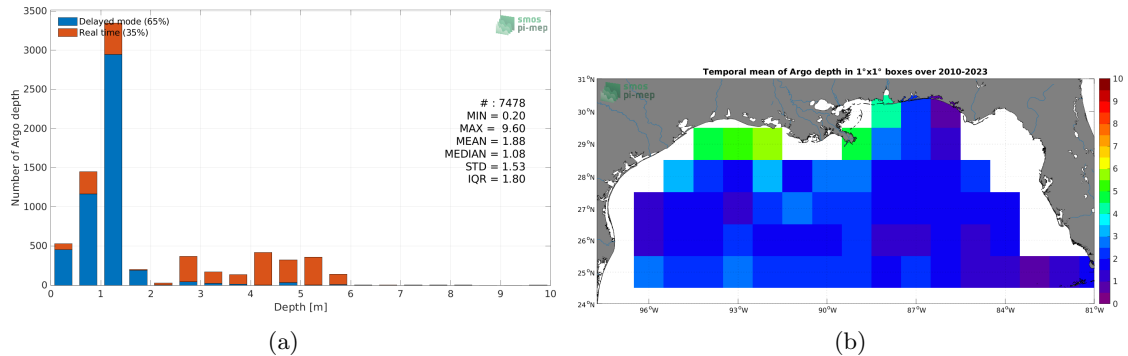 Delayed mode (65%)
Real time (35%)
smos
pi-mep
3500
3000
2500
2000
1500
1000
500
0
Number of Argo depth
# : 7478
MIN = 0.20
MAX = 9.60
MEAN = 1.88
MEDIAN = 1.08
STD = 1.53
IQR = 1.80
0 1 2 3 4 5 6 7 8 9 10
Depth [m]
(a)
Temporal mean of Argo depth in 1°x1° boxes over 2010-2023
smos
pi-mep
31°N
30°N
29°N
28°N
27°N
26°N
25°N
24°N
96°W 93°W 90°W 87°W 84°W 81°W
10
9
8
7
6
5
4
3
2
1
0
(b)